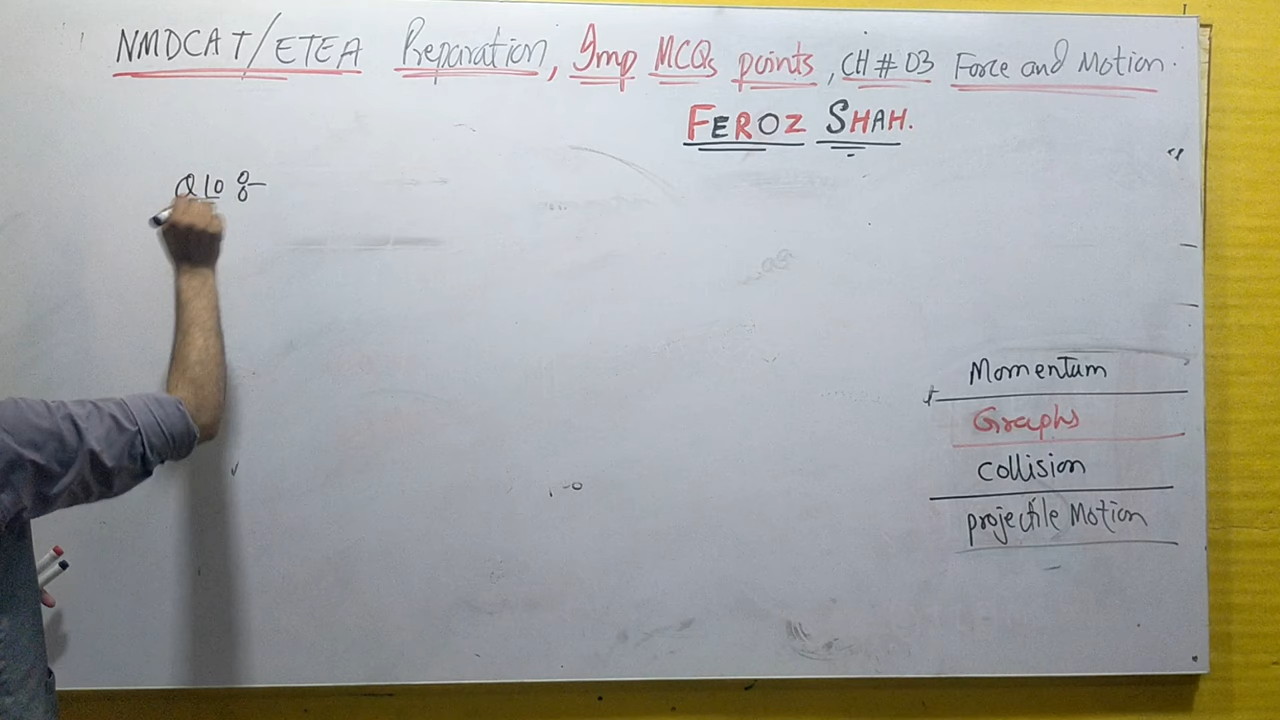 NMDCAT/ETEA Preparation, Imp MCQs points, CH # 03 Force and Motion.
FEROZ SHAH.
Q10 :-
Momentum
Graphs
collision
projectile Motion